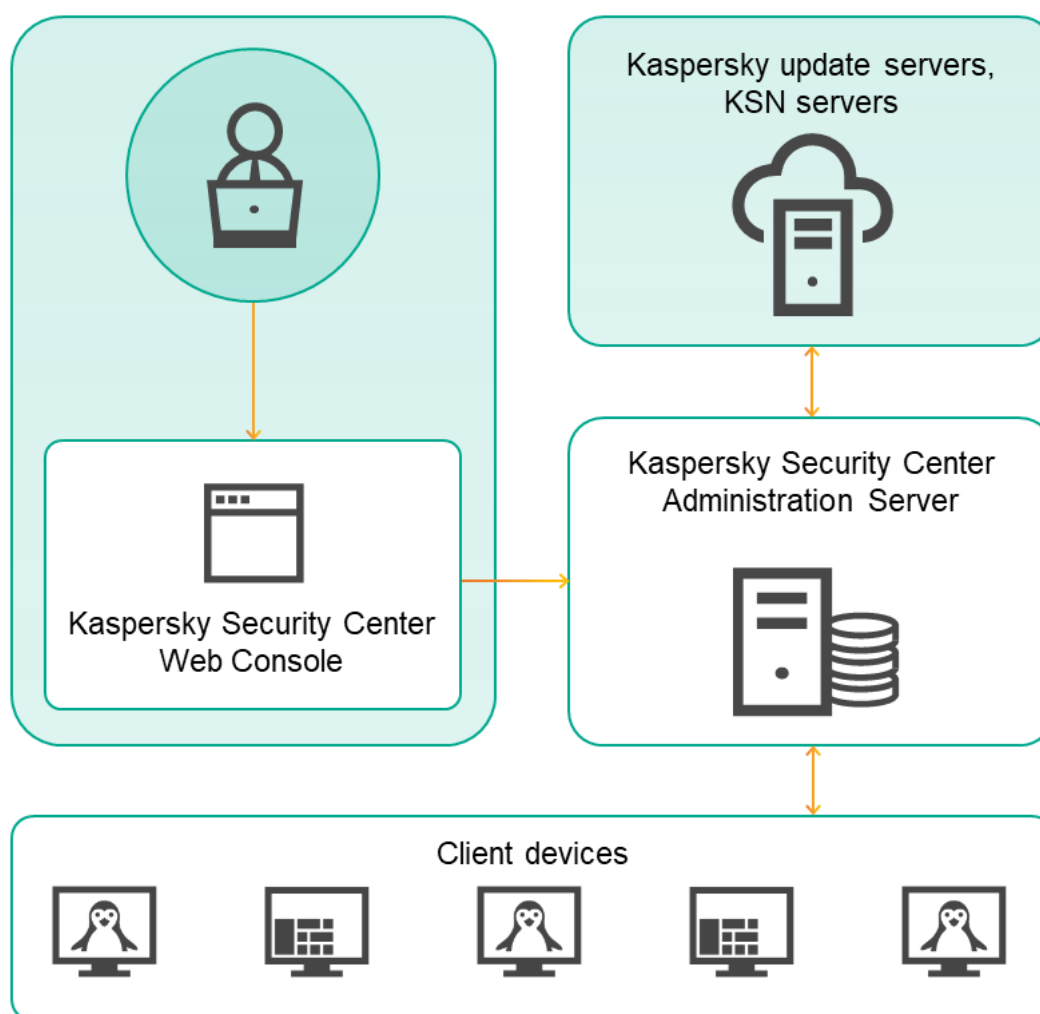 Kaspersky update servers,
KSN servers
Kaspersky Security Center
Administration Server
Kaspersky Security Center
Web Console
Client devices